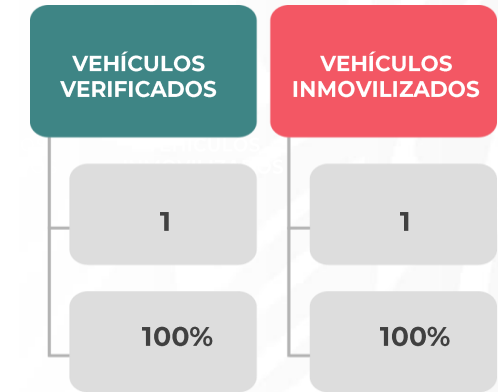 VEHÍCULOS
VERIFICADOS
1
100%
VEHÍCULOS
INMOVILIZADOS
1
100%